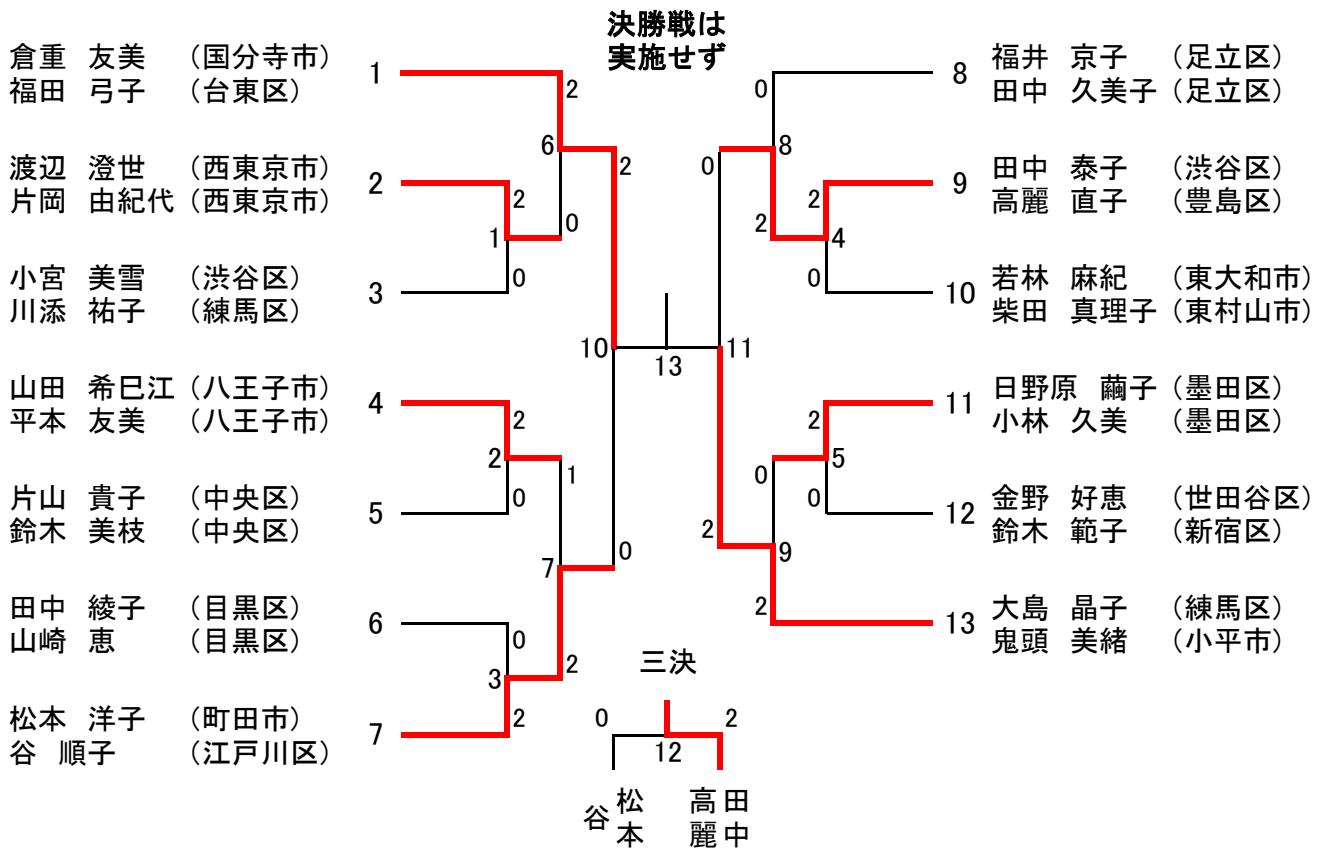 決勝戦は
実施せず
倉重 友美 (国分寺市)
福田 弓子 (台東区)
1
渡辺 澄世 (西東京市)
片岡 由紀代 (西東京市)
2
小宮 美雪 (渋谷区)
川添 祐子 (練馬区)
3
山田 希巳江 (八王子市)
平本 友美 (八王子市)
4
片山 貴子 (中央区)
鈴木 美枝 (中央区)
5
田中 綾子 (目黒区)
山崎 恵 (目黒区)
6
松本 洋子 (町田市)
谷 順子 (江戸川区)
7
2
6
2
2
1
0
0
10
2
2
0
1
7
0
0
3
2
2
13
0
8
0
2
2
4
0
11
2
0
5
0
2
9
2
8
福井 京子 (足立区)
田中 久美子 (足立区)
9
田中 泰子 (渋谷区)
高麗 直子 (豊島区)
10
若林 麻紀 (東大和市)
柴田 真理子 (東村山市)
11
日野原 繭子 (墨田区)
小林 久美 (墨田区)
12
金野 好恵 (世田谷区)
鈴木 範子 (新宿区)
13
大島 晶子 (練馬区)
鬼頭 美緒 (小平市)
三決
0
12
2
松本
谷
田中
高麗